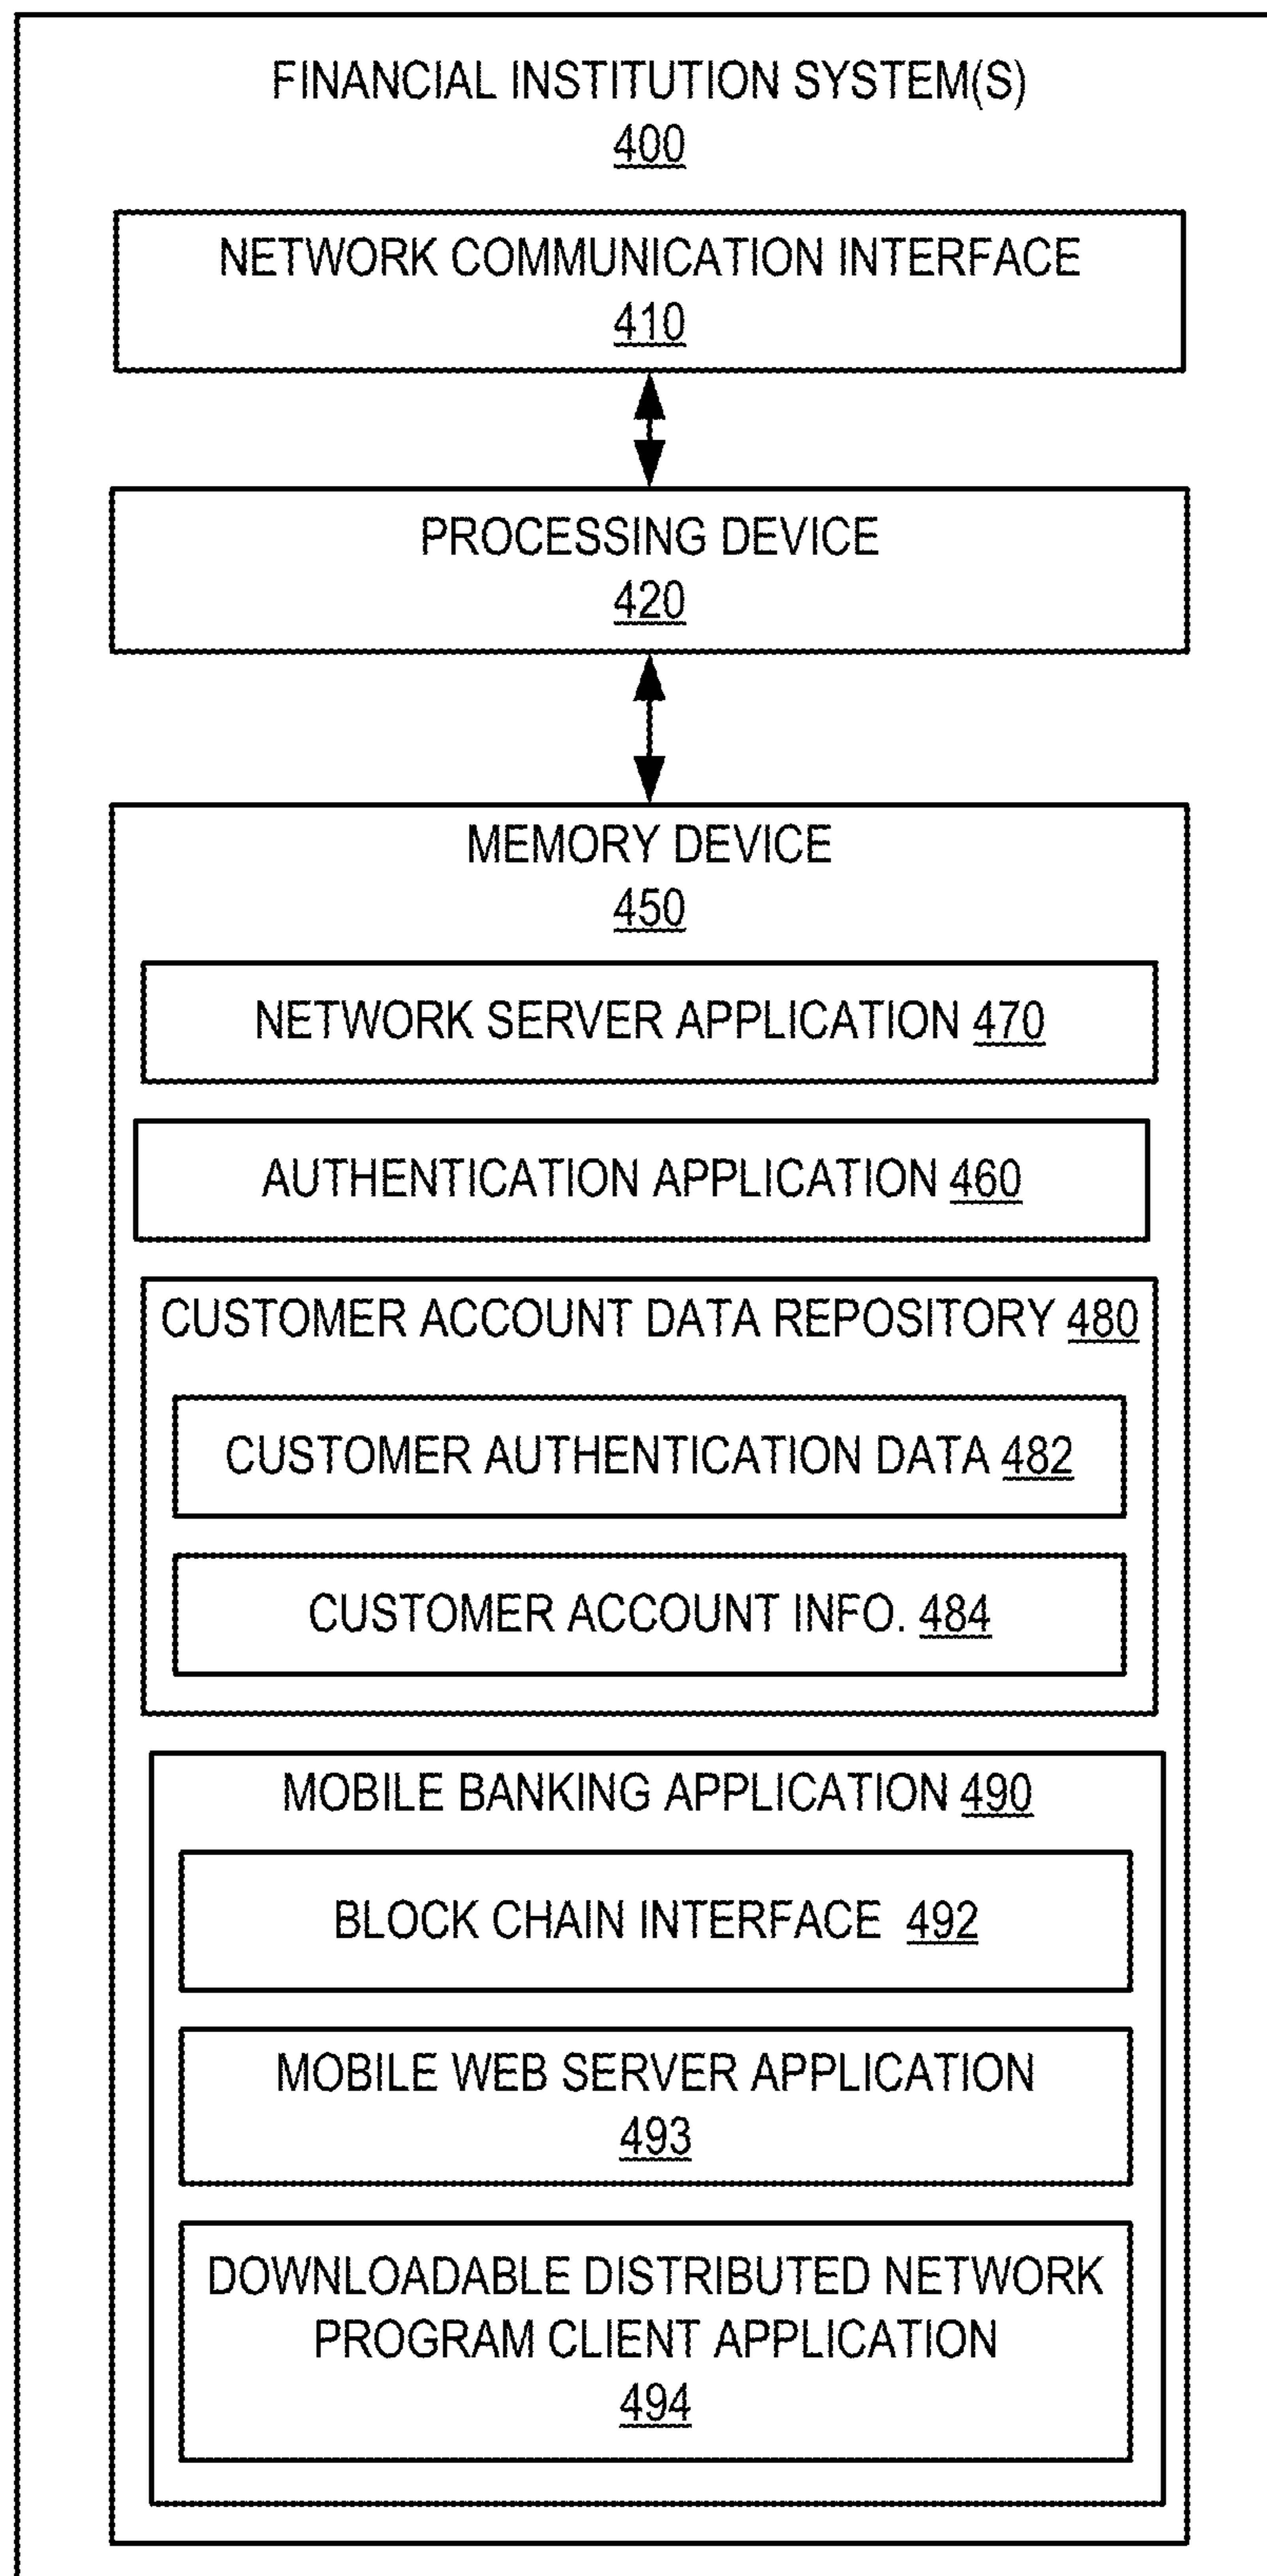 FINANCIAL INSTITUTION SYSTEM(S)
400
NETWORK COMMUNICATION INTERFACE
410
PROCESSING DEVICE
420
MEMORY DEVICE
450
NETWORK SERVER APPLICATION 470
AUTHENTICATION APPLICATION 460
CUSTOMER ACCOUNT DATA REPOSITORY 480
CUSTOMER AUTHENTICATION DATA 482
CUSTOMER ACCOUNT INFO. 484
MOBILE BANKING APPLICATION 490
BLOCK CHAIN INTERFACE 492
MOBILE WEB SERVER APPLICATION
493
DOWNLOADABLE DISTRIBUTED NETWORK
PROGRAM CLIENT APPLICATION
494